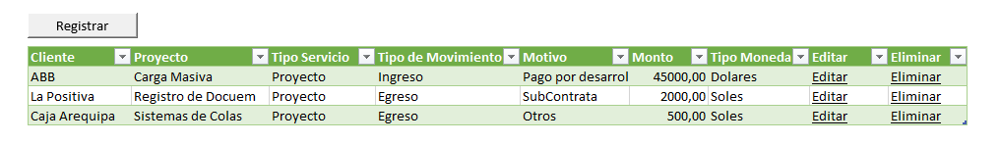 Registrar
Cliente Proyecto Tipo Servicio Tipo de Movimiento Motivo Monto Tipo Moneda Editar Eliminar
ABB Carga Masiva Proyecto Ingreso Pago por desarrol 45000,00 Dolares Editar Eliminar
La Positiva Registro de Docuem Proyecto Egreso SubContrata 2000,00 Soles Editar Eliminar
Caja Arequipa Sistemas de Colas Proyecto Egreso Otros 500,00 Soles Editar Eliminar